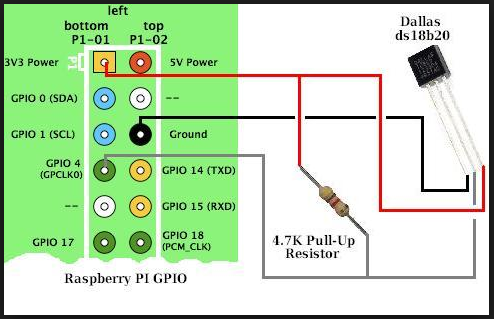 left
bottom top
P1-01 P1-02
3V3 Power P1 5V Power
GPIO 0 (SDA) --
GPIO 1 (SCL) Ground
GPIO 4
(GPCLK0)
GPIO 14 (TXD)
-- GPIO 15 (RXD)
GPIO 17
GPIO 18
(PCM_CLK)
Raspberry PI GPIO
Dallas
ds18b20
4.7K Pull-Up
Resistor